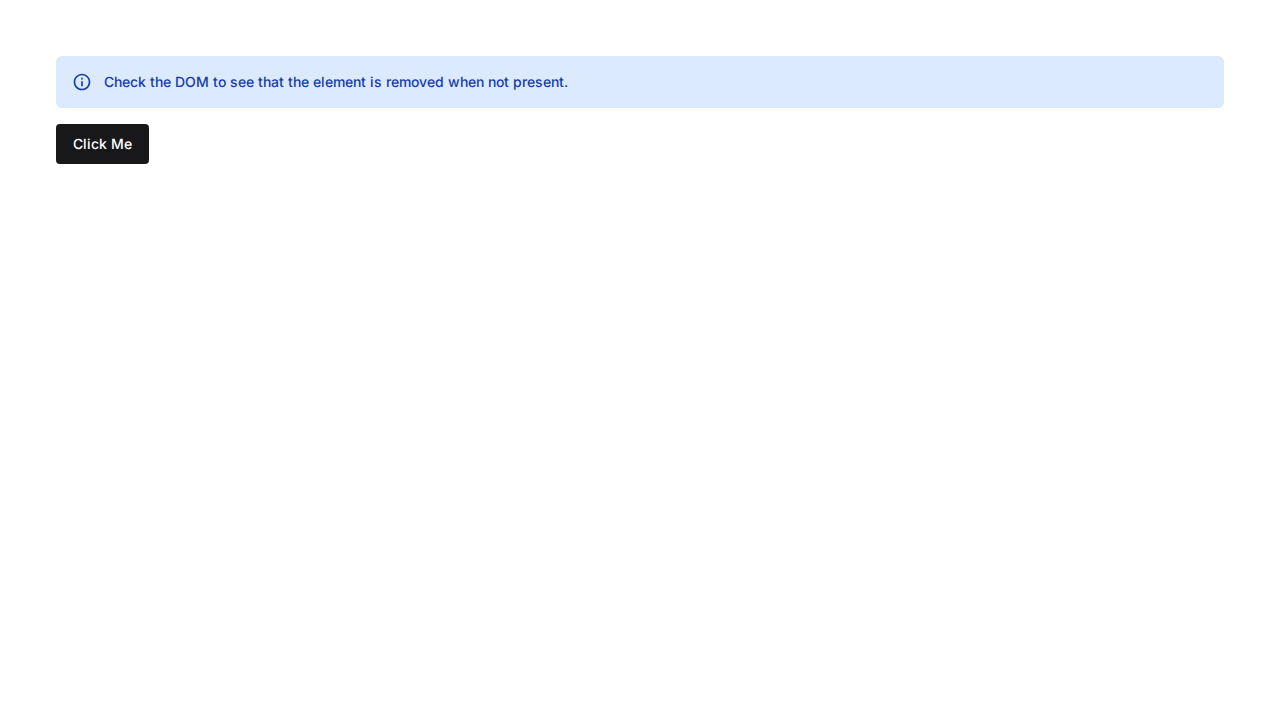 Check the DOM to see that the element is removed when not present.
Click Me